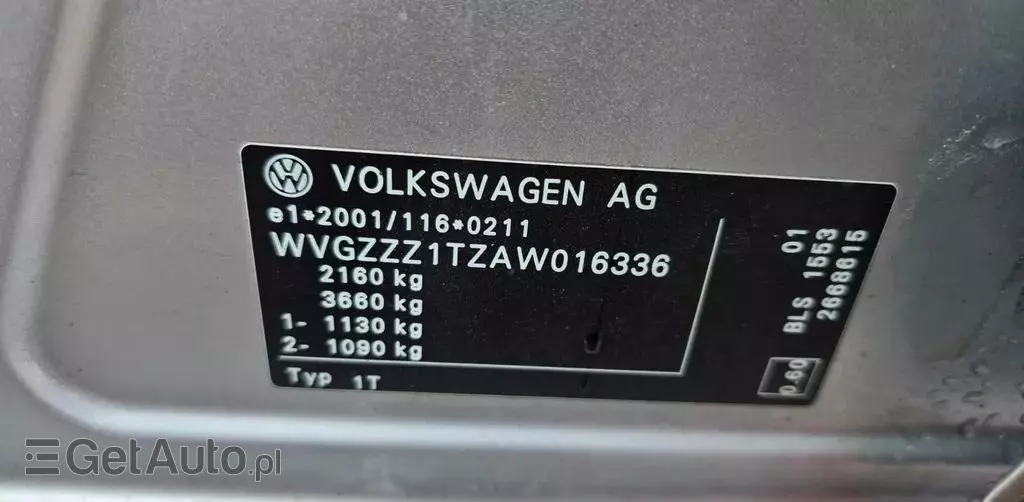 VOLKSWAGEN AG
e1*2001/116*0211
WVGZZZ1TZAW016336
2160 kg
3660 kg
1- 1130 kg
2- 1090 kg
Typ 1T
01
BLS 1553
2668615
0.60
GetAuto.pl